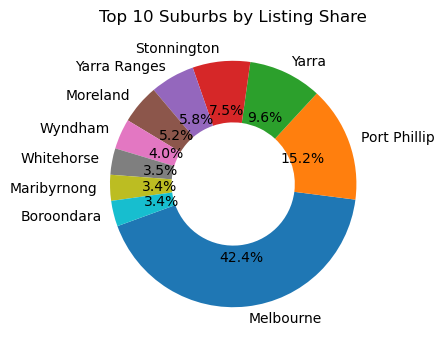 Top 10 Suburbs by Listing Share
Stonnington
Yarra
Yarra Ranges
Moreland
Port Phillip
Wyndham
Whitehorse
Maribyrnong
Boroondara
Melbourne
7.5%
9.6%
5.8%
5.2%
15.2%
4.0%
3.5%
3.4%
3.4%
42.4%